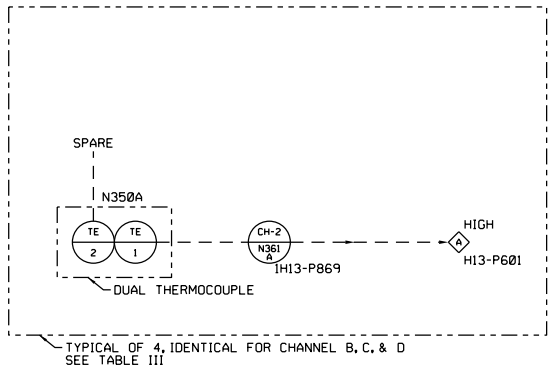 SPARE
N350A
TE
2
TE
1
CH-2
N361
A
1H13-P869
HIGH
A
H13-P601
DUAL THERMOCOUPLE
TYPICAL OF 4, IDENTICAL FOR CHANNEL B, C, & D
SEE TABLE III